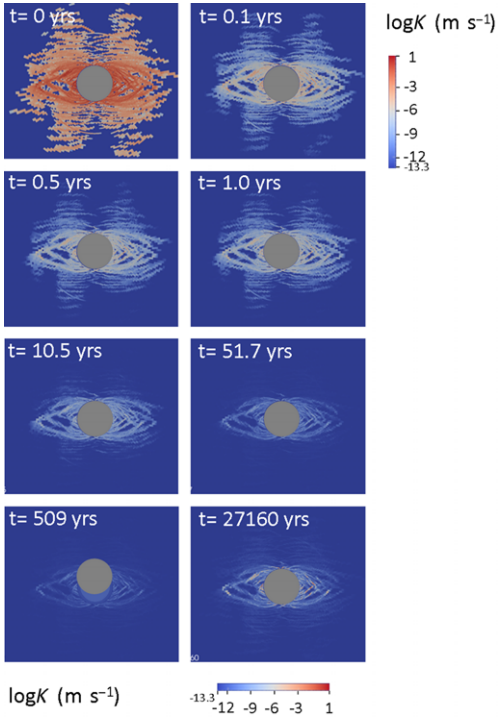 t= 0 yrs
t= 0.1 yrs
logK (m s⁻¹)
1
-3
-6
-9
-12
-13.3
t= 0.5 yrs
t= 1.0 yrs
t= 10.5 yrs
t= 51.7 yrs
t= 509 yrs
t= 27160 yrs
60
logK (m s⁻¹)
-13.3
-12 -9 -6 -3 1